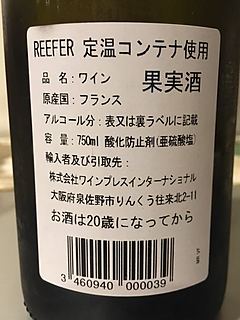 REEFER 定温コンテナ使用
品 名：ワイン 果実酒
原産国：フランス
アルコール分：表又は裏ラベルに記載
容 量：750ml 酸化防止剤(亜硫酸塩)
輸入者及び引取先：
株式会社ワインプレスインターナショナル
大阪府泉佐野市りんくう往来北2-11
お酒は20歳になってから
3 460940 000039